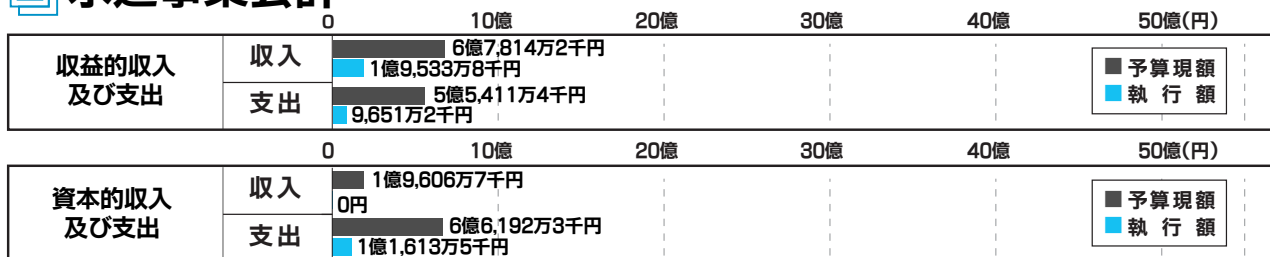 水道事業会計
0 10億 20億 30億 40億 50億(円)
収益的収入
及び支出
収入
6億7,814万2千円
1億9,533万8千円
支出
5億5,411万4千円
9,651万2千円
予算現額
執行額
0 10億 20億 30億 40億 50億(円)
資本的収入
及び支出
収入
1億9,606万7千円
0円
支出
6億6,192万3千円
1億1,613万5千円
予算現額
執行額